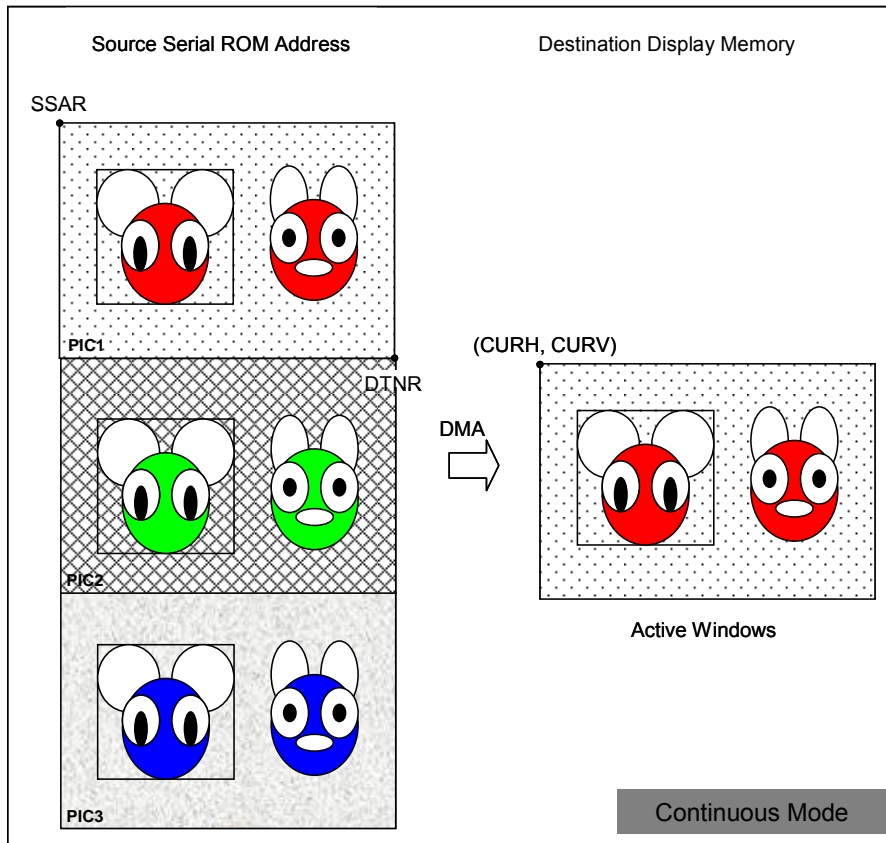 Source Serial ROM Address
Destination Display Memory
SSAR
PIC1
DTNR
PIC2
PIC3
DMA
(CURH, CURV)
Active Windows
Continuous Mode